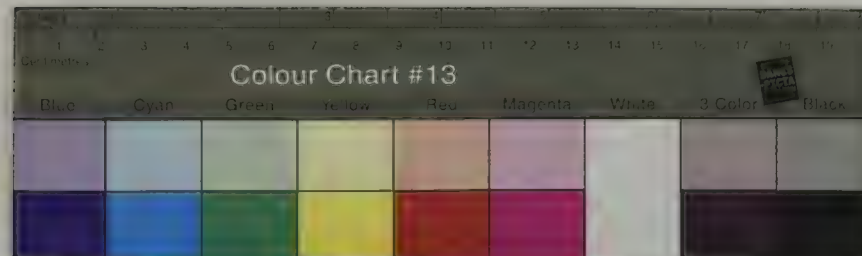 1 2 3 4 5 6 7 8 9 10 11 12 13 14 15 16 17 18 19
Centimetres
Colour Chart #13
Blue Cyan Green Yellow Red Magenta White 3 Color Black